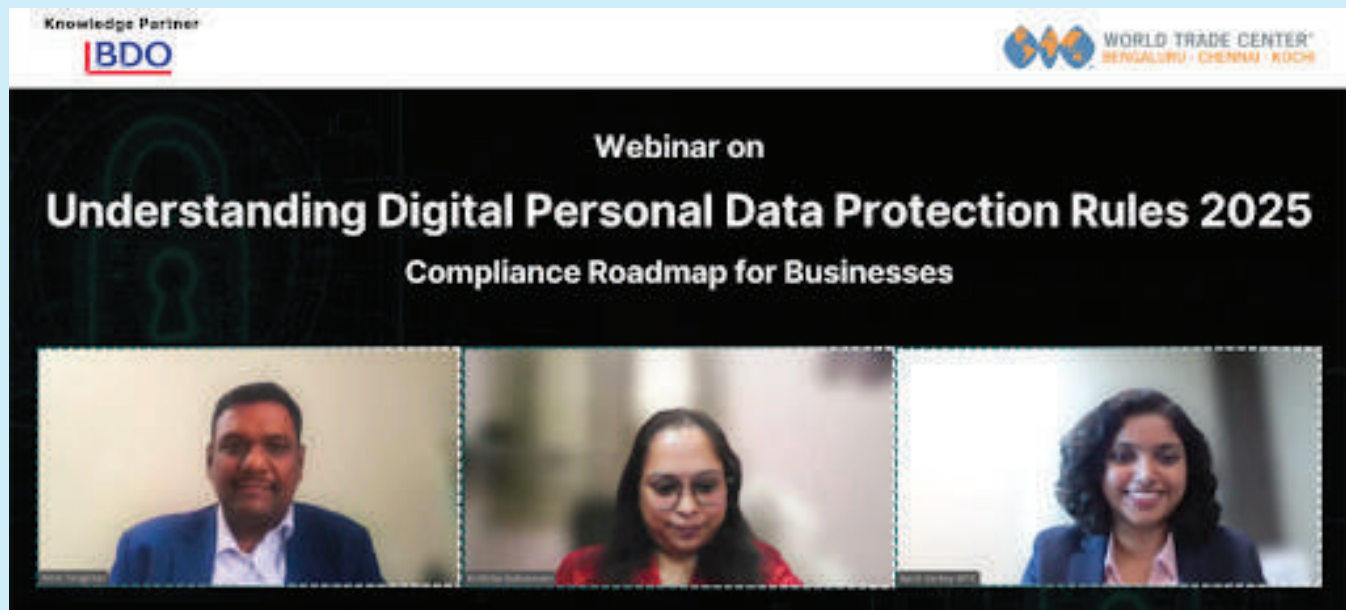 Knowledge Partner
BDO
WORLD TRADE CENTER®
BENGALURU · CHENNAI · KOCHI
Webinar on
Understanding Digital Personal Data Protection Rules 2025
Compliance Roadmap for Businesses